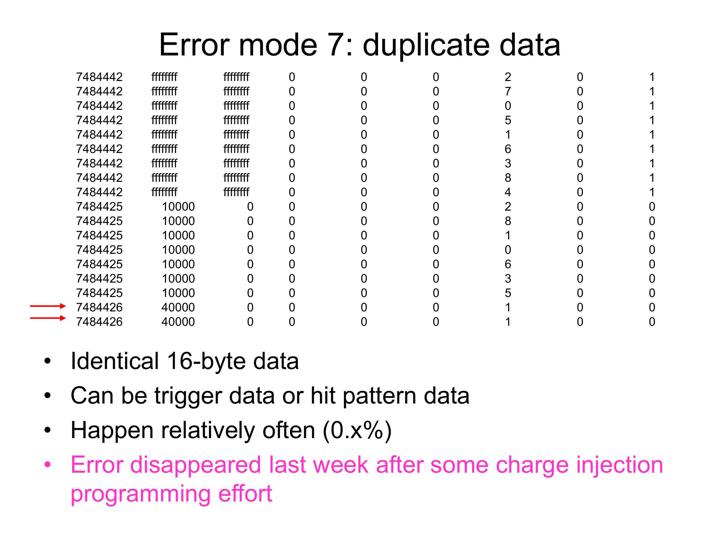 Error mode 7: duplicate data
7484442 ffffffff ffffffff 0 0 0 2 0 1
7484442 ffffffff ffffffff 0 0 0 7 0 1
7484442 ffffffff ffffffff 0 0 0 0 0 1
7484442 ffffffff ffffffff 0 0 0 5 0 1
7484442 ffffffff ffffffff 0 0 0 1 0 1
7484442 ffffffff ffffffff 0 0 0 6 0 1
7484442 ffffffff ffffffff 0 0 0 3 0 1
7484442 ffffffff ffffffff 0 0 0 8 0 1
7484442 ffffffff ffffffff 0 0 0 4 0 1
7484425 10000 0 0 0 0 2 0 0
7484425 10000 0 0 0 0 8 0 0
7484425 10000 0 0 0 0 1 0 0
7484425 10000 0 0 0 0 0 0 0
7484425 10000 0 0 0 0 6 0 0
7484425 10000 0 0 0 0 3 0 0
7484425 10000 0 0 0 0 5 0 0
7484426 40000 0 0 0 0 1 0 0
7484426 40000 0 0 0 0 1 0 0
• Identical 16-byte data
• Can be trigger data or hit pattern data
• Happen relatively often (0.x%)
• Error disappeared last week after some charge injection
programming effort